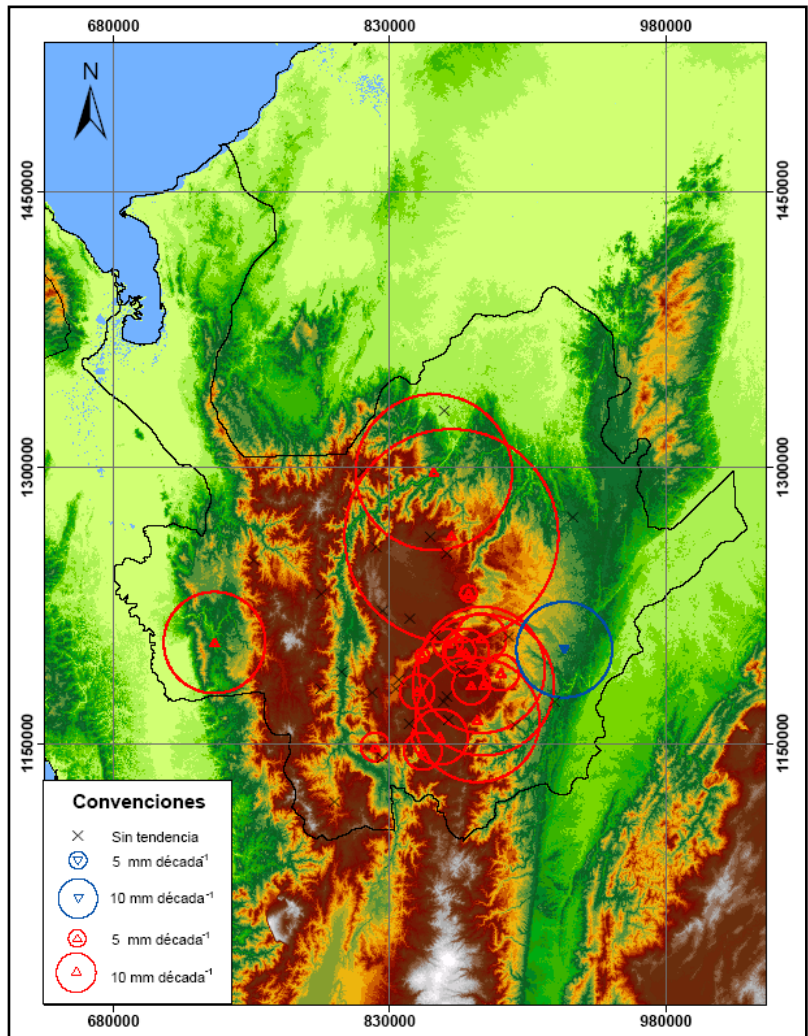 680000 830000 980000
N
1450000 1450000
1300000 1300000
1150000 1150000
Convenciones
Sin tendencia
5 mm década-1
10 mm década-1
5 mm década-1
10 mm década-1
680000 830000 980000